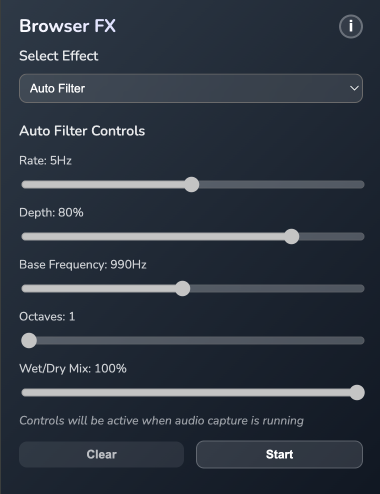 Browser FX
i
Select Effect
Auto Filter
Auto Filter Controls
Rate: 5Hz
Depth: 80%
Base Frequency: 990Hz
Octaves: 1
Wet/Dry Mix: 100%
Controls will be active when audio capture is running
Clear
Start